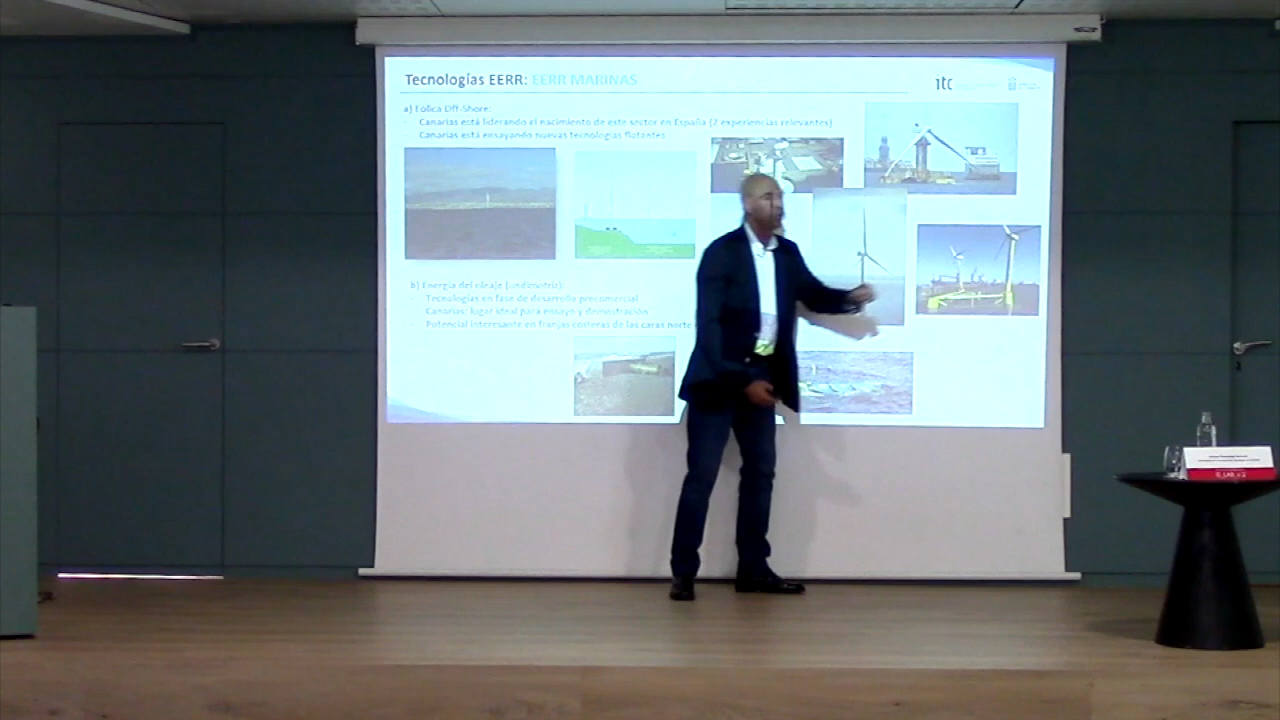 Tecnologías EERR: EERR MARINAS
itc
a) Eólica Off-Shore:
- Canarias está liderando el nacimiento de este sector en España (2 experiencias relevantes)
- Canarias está ensayando nuevas tecnologías flotantes
b) Energía del oleaje (undimotriz):
- Tecnologías en fase de desarrollo precomercial
- Canarias: lugar ideal para ensayo y demostración
- Potencial interesante en franjas costeras de las caras norte